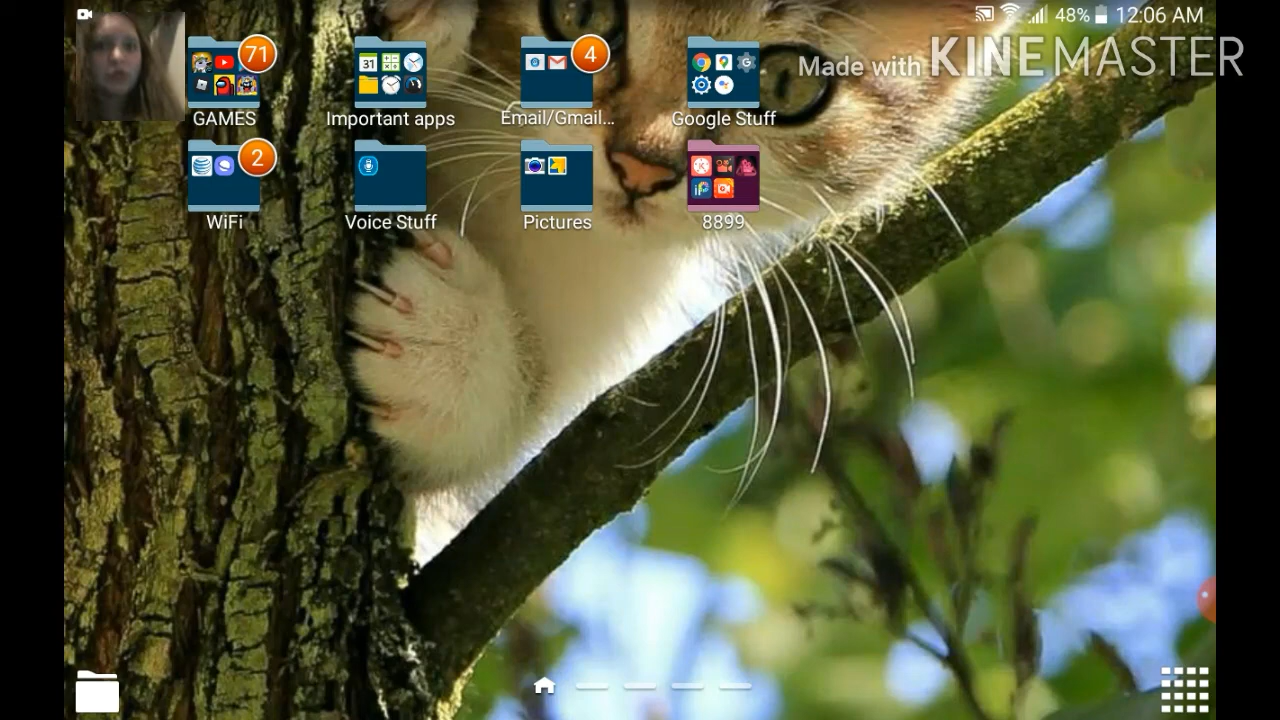 48% 12:06 AM
Made with KINEMASTER
71
4
31
GAMES
Important apps
Email/Gmail...
Google Stuff
2
WiFi
Voice Stuff
Pictures
8899